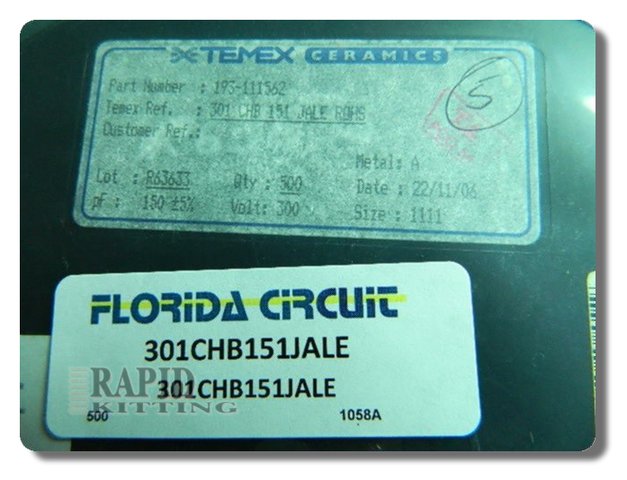 TEMEX CERAMICS
Part Number : 193-111562
Temex Ref. : 301 CHB 151 JALE ROHS
Customer Ref.:
5
Metal: A
Lot : R63633 Qty : 500 Date : 22/11/06
pF : 150 ±5% Volt: 300 Size : 1111
FLORIDA CIRCUIT
301CHB151JALE
301CHB151JALE
RAPID
KITTING
500 1058A